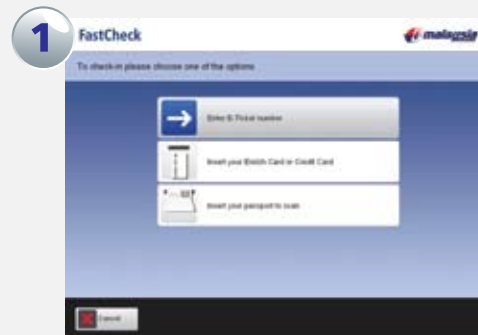 1
FastCheck
malaysia
To check-in please choose one of the options
Enter E-Ticket number
Insert your Enrich Card or Credit Card
Insert your passport to scan
Cancel